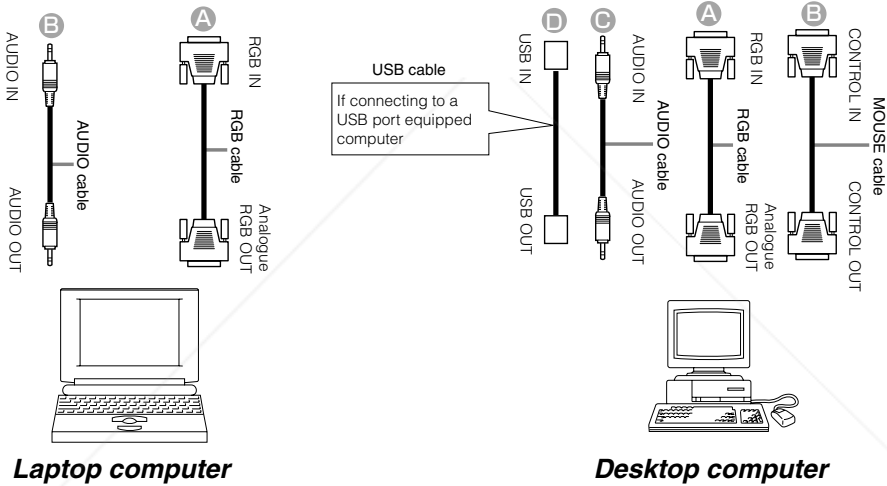 B
A
AUDIO IN
RGB IN
AUDIO cable
RGB cable
AUDIO OUT
Analogue
RGB OUT
Laptop computer
D
C
A
B
USB IN
AUDIO IN
RGB IN
CONTROL IN
USB cable
If connecting to a
USB port equipped
computer
AUDIO cable
RGB cable
MOUSE cable
USB OUT
AUDIO OUT
Analogue
RGB OUT
CONTROL OUT
Desktop computer